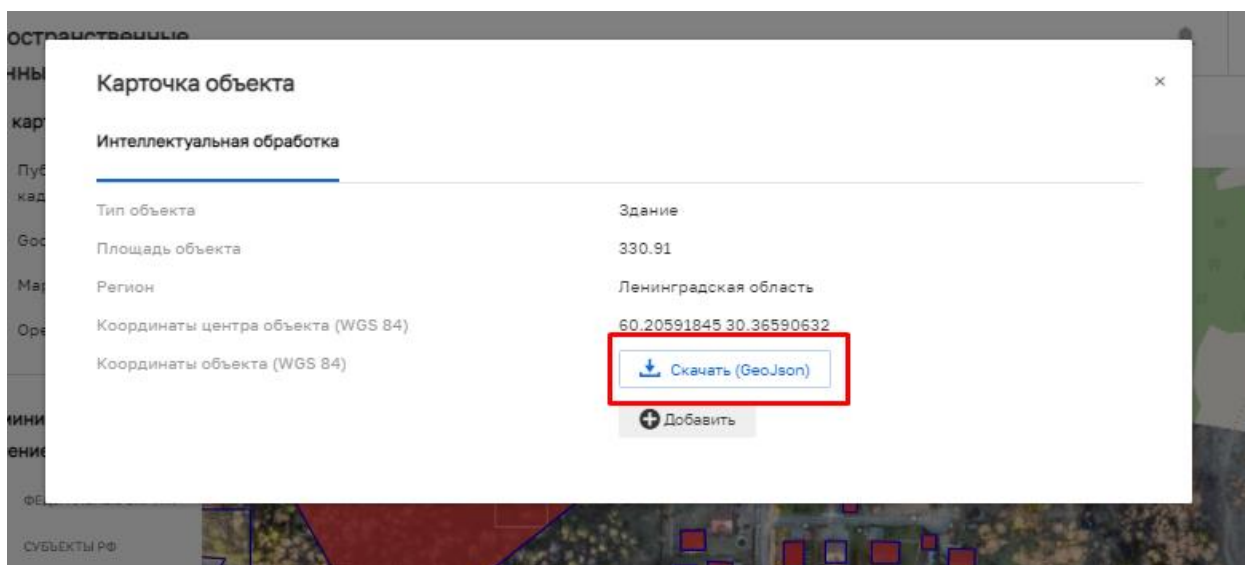 Карточка объекта
×
Интеллектуальная обработка
Тип объекта
Здание
Площадь объекта
330.91
Регион
Ленинградская область
Координаты центра объекта (WGS 84)
60.20591845 30.36590632
Координаты объекта (WGS 84)
Скачать (GeoJson)
Добавить
СУБЪЕКТЫ РФ